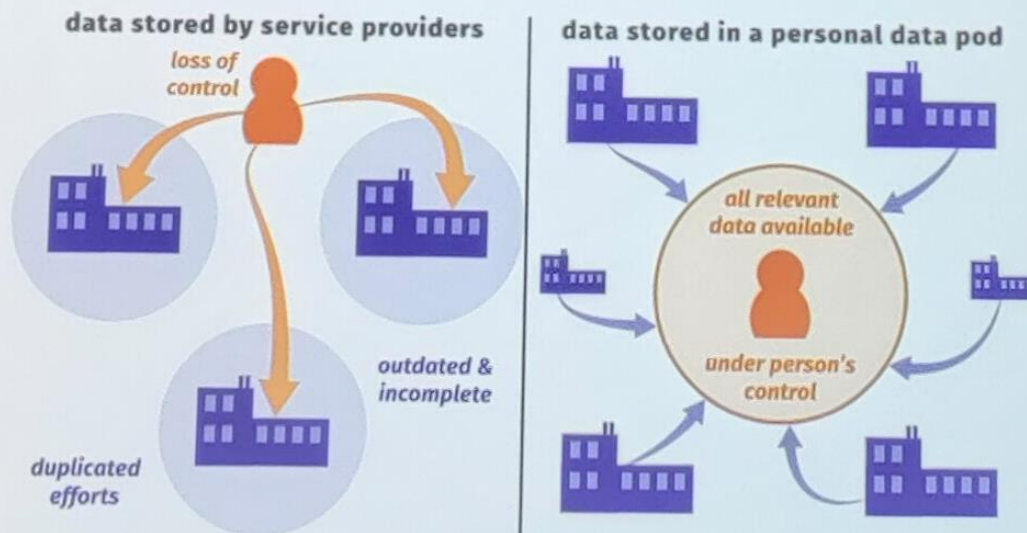 data stored by service providers
loss of
control
outdated &
incomplete
duplicated
efforts
data stored in a personal data pod
all relevant
data available
under person's
control